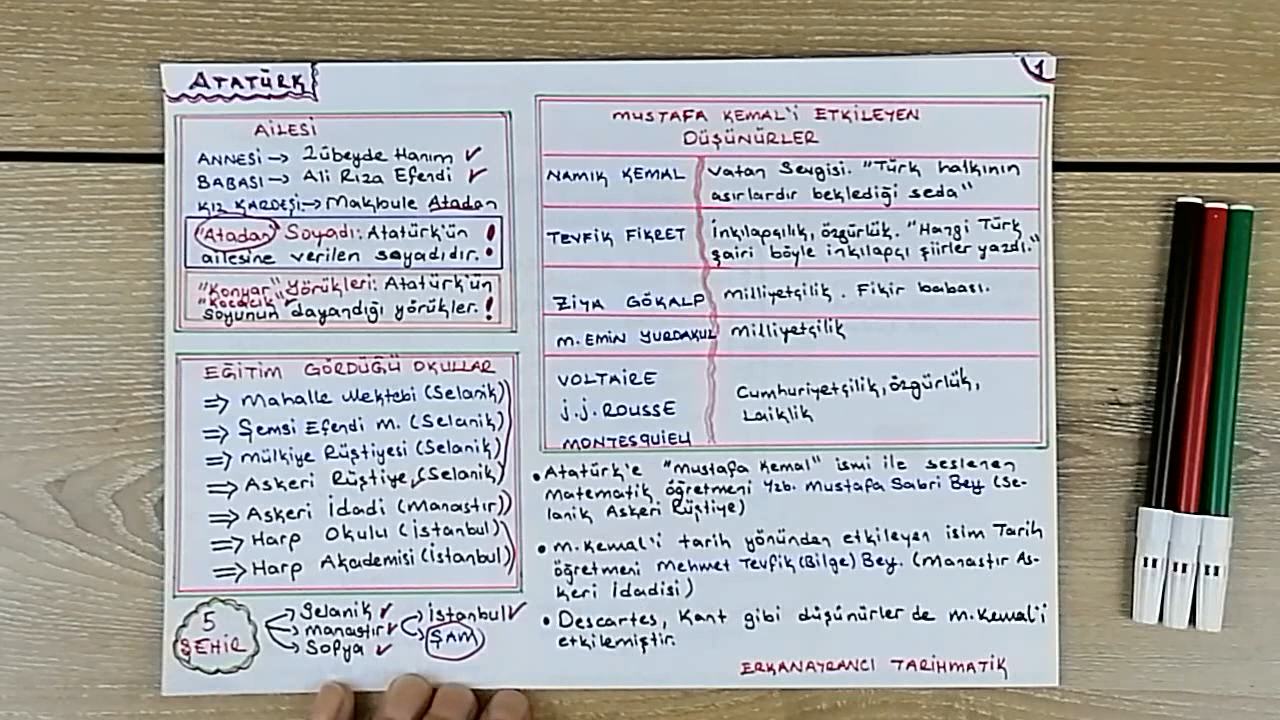 ATATÜRK
1
AİLESİ
ANNESİ → Zübeyde Hanım ✓
BABASI → Ali Rıza Efendi ✓
KIZ KARDEŞİ → Makbule Atadan
"Atadan" Soyadı: Atatürk'ün !
ailesine verilen soyadıdır. !
"Konyar" Yörükleri: Atatürk'ün
"Kocacık"
soyunun dayandığı yörükler. !
EĞİTİM GÖRDÜĞÜ OKULLAR
⇒ Mahalle Mektebi (Selanik)
⇒ Şemsi Efendi M. (Selanik)
⇒ Mülkiye Rüştiyesi (Selanik)
⇒ Askeri Rüştiye (Selanik)
⇒ Askeri İdadi (Manastır)
⇒ Harp Okulu (İstanbul)
⇒ Harp Akademisi (İstanbul)
5
ŞEHİR
Selanik ✓
Manastır ✓
Sofya ✓
İstanbul ✓
ŞAM
MUSTAFA KEMAL'İ ETKİLEYEN
DÜŞÜNÜRLER
NAMIK KEMAL Vatan Sevgisi. "Türk halkının
asırlardır beklediği seda"
TEVFİK FİKRET İnkılapçılık, özgürlük. "Hangi Türk
şairi böyle inkılapçı şiirler yazdı."
ZİYA GÖKALP Milliyetçilik. Fikir babası.
M. EMİN YURDAKUL Milliyetçilik
VOLTAIRE
J.J. ROUSSE
MONTESQUIEU
Cumhuriyetçilik, özgürlük,
Laiklik
• Atatürk'e "Mustafa Kemal" ismi ile seslenen
Matematik öğretmeni Yzb. Mustafa Sabri Bey (Se-
lanik Askeri Rüştiye)
• M. Kemal'i tarih yönünden etkileyen isim Tarih
öğretmeni Mehmet Tevfik (Bilge) Bey. (Manastır As-
keri İdadisi)
• Descartes, Kant gibi düşünürler de M. Kemal'i
etkilemiştir.
ERKANAYRANCI TARİHMATİK